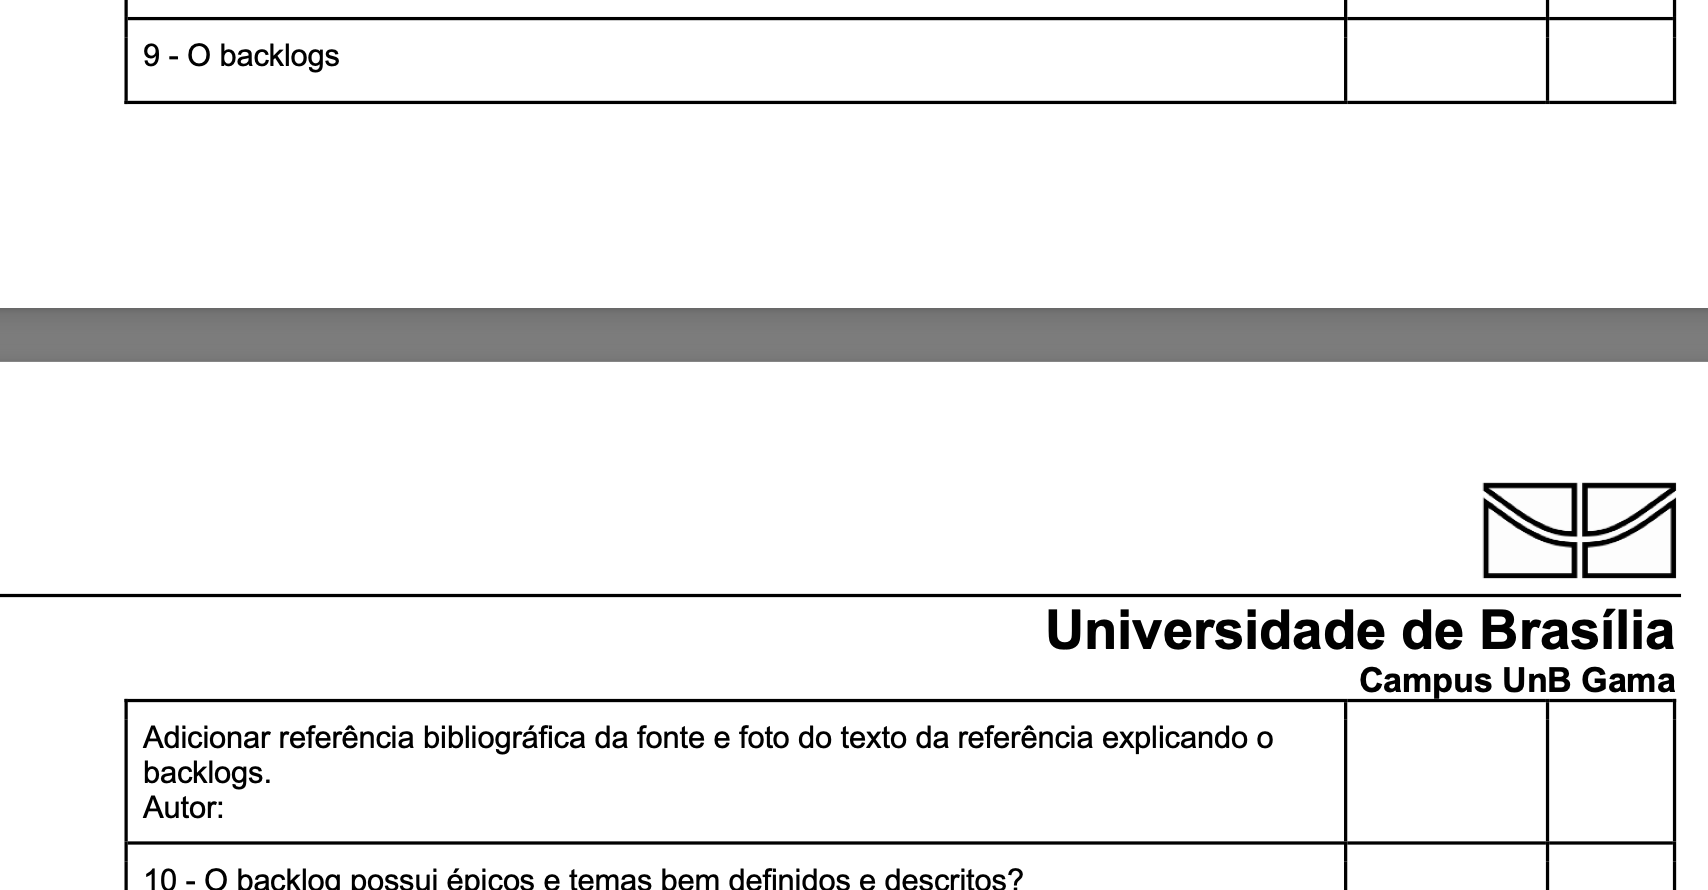 9 - O backlogs
Universidade de Brasília
Campus UnB Gama
Adicionar referência bibliográfica da fonte e foto do texto da referência explicando o
backlogs.
Autor:
10 - O backlog possui épicos e temas bem definidos e descritos?